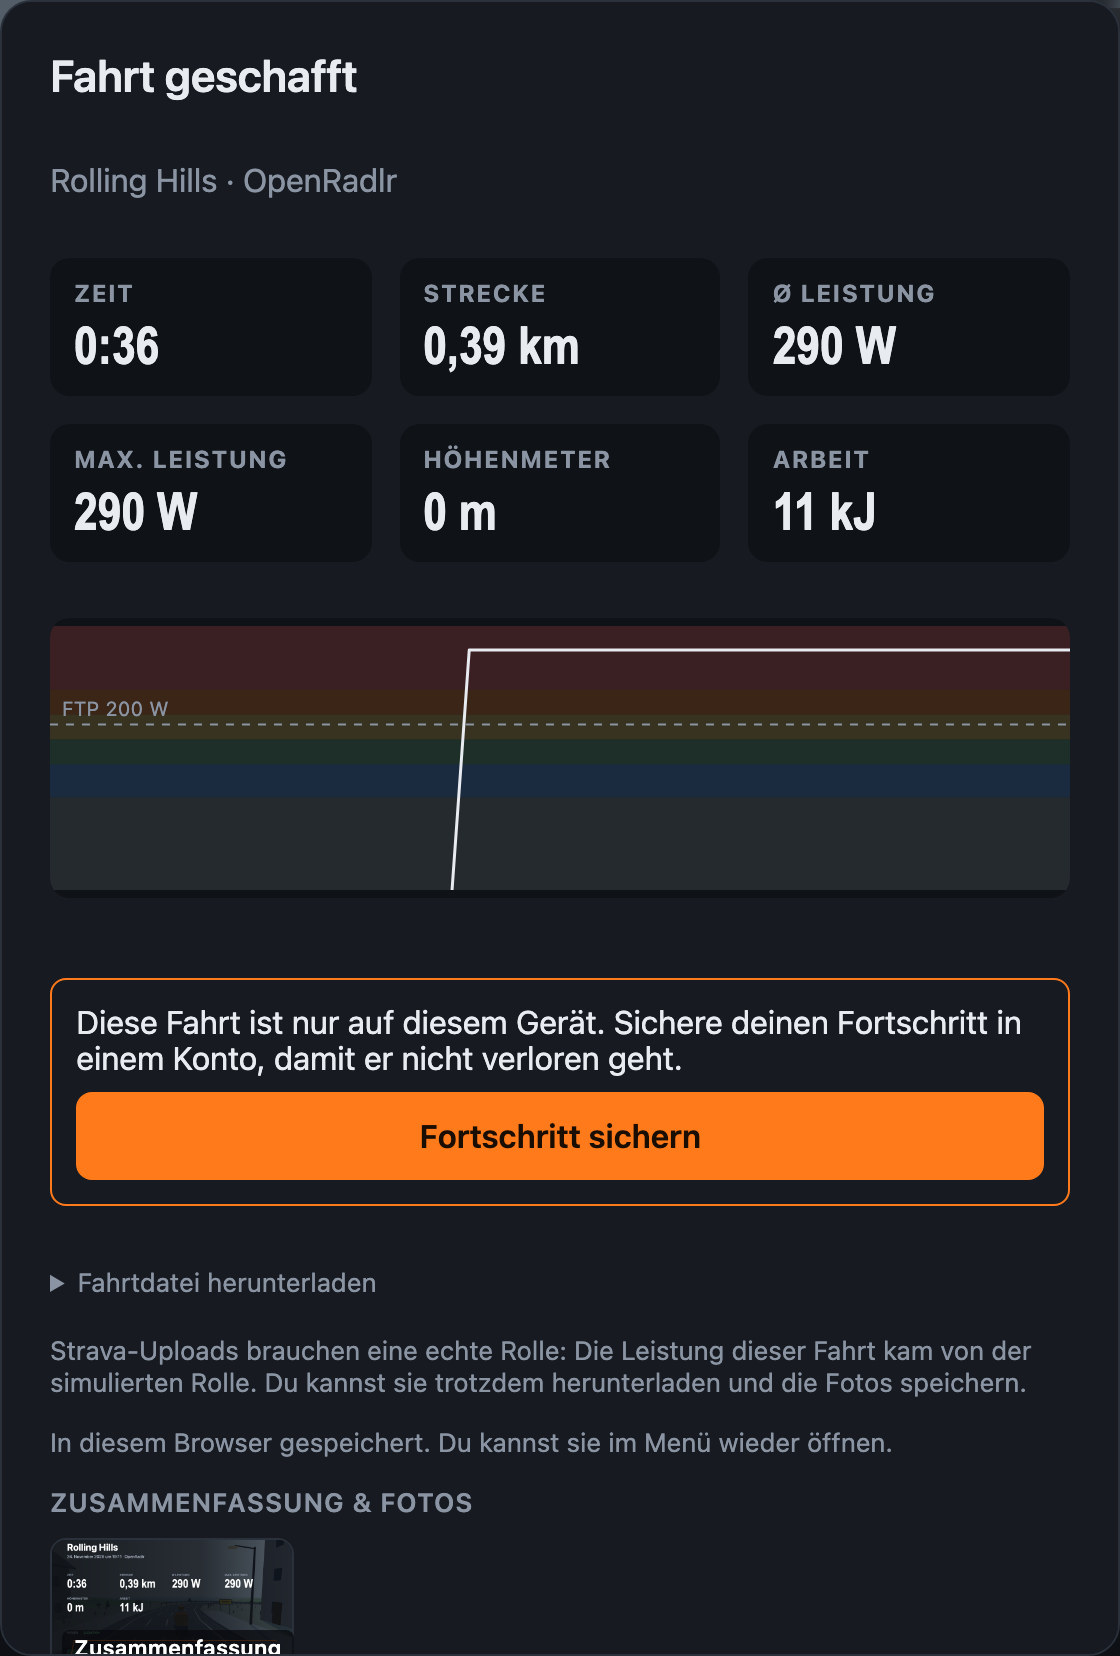 Fahrt geschafft
Rolling Hills · OpenRadlr
ZEIT
0:36
STRECKE
0,39 km
Ø LEISTUNG
290 W
MAX. LEISTUNG
290 W
HÖHENMETER
0 m
ARBEIT
11 kJ
FTP 200 W
Diese Fahrt ist nur auf diesem Gerät. Sichere deinen Fortschritt in
einem Konto, damit er nicht verloren geht.
Fortschritt sichern
Fahrtdatei herunterladen
Strava-Uploads brauchen eine echte Rolle: Die Leistung dieser Fahrt kam von der
simulierten Rolle. Du kannst sie trotzdem herunterladen und die Fotos speichern.
In diesem Browser gespeichert. Du kannst sie im Menü wieder öffnen.
ZUSAMMENFASSUNG & FOTOS
Rolling Hills
0:36
0,39 km
290 W
290 W
0 m
11 kJ
Zusammenfassung